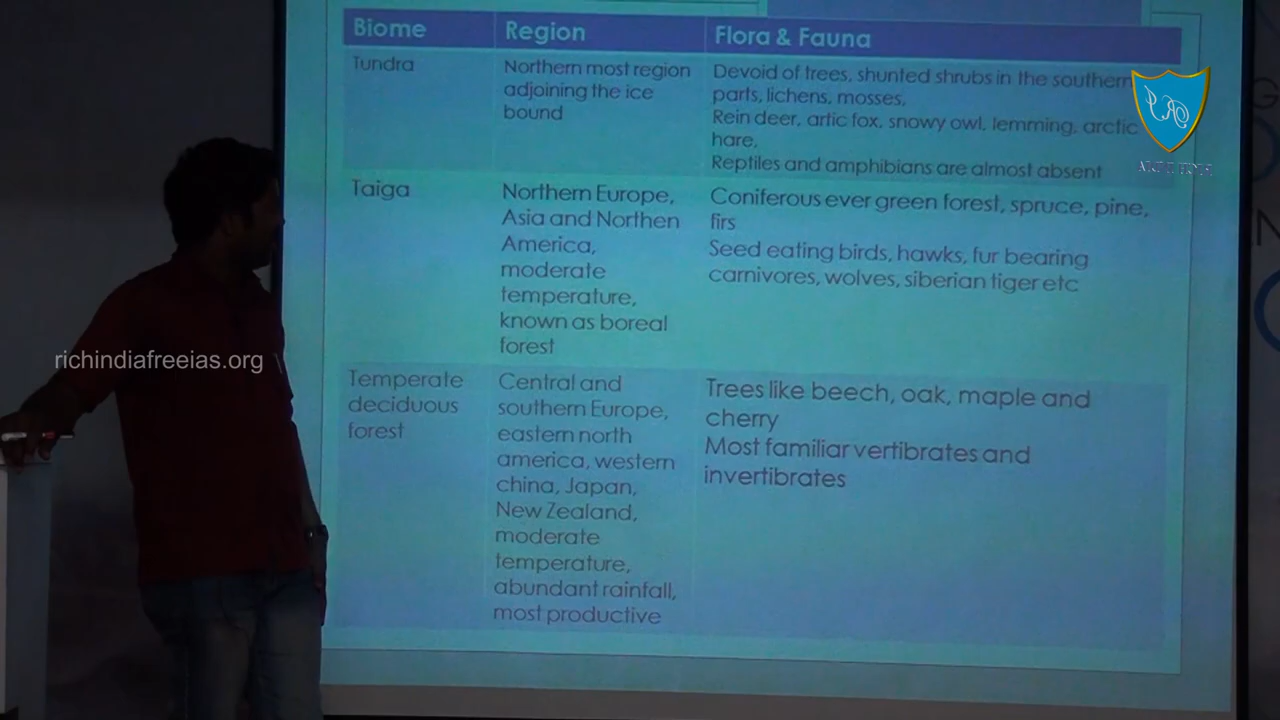 Biome Region Flora & Fauna
Tundra
Northern most region
adjoining the ice
bound
Devoid of trees, shunted shrubs in the southern
parts, lichens, mosses,
Rein deer, artic fox, snowy owl, lemming, arctic
hare,
Reptiles and amphibians are almost absent
Taiga
Northern Europe,
Asia and Northen
America,
moderate
temperature,
known as boreal
forest
Coniferous ever green forest, spruce, pine,
firs
Seed eating birds, hawks, fur bearing
carnivores, wolves, siberian tiger etc
Temperate
deciduous
forest
Central and
southern Europe,
eastern north
america, western
china, Japan,
New Zealand,
moderate
temperature,
abundant rainfall,
most productive
Trees like beech, oak, maple and
cherry
Most familiar vertibrates and
invertibrates
richindiafreeias.org